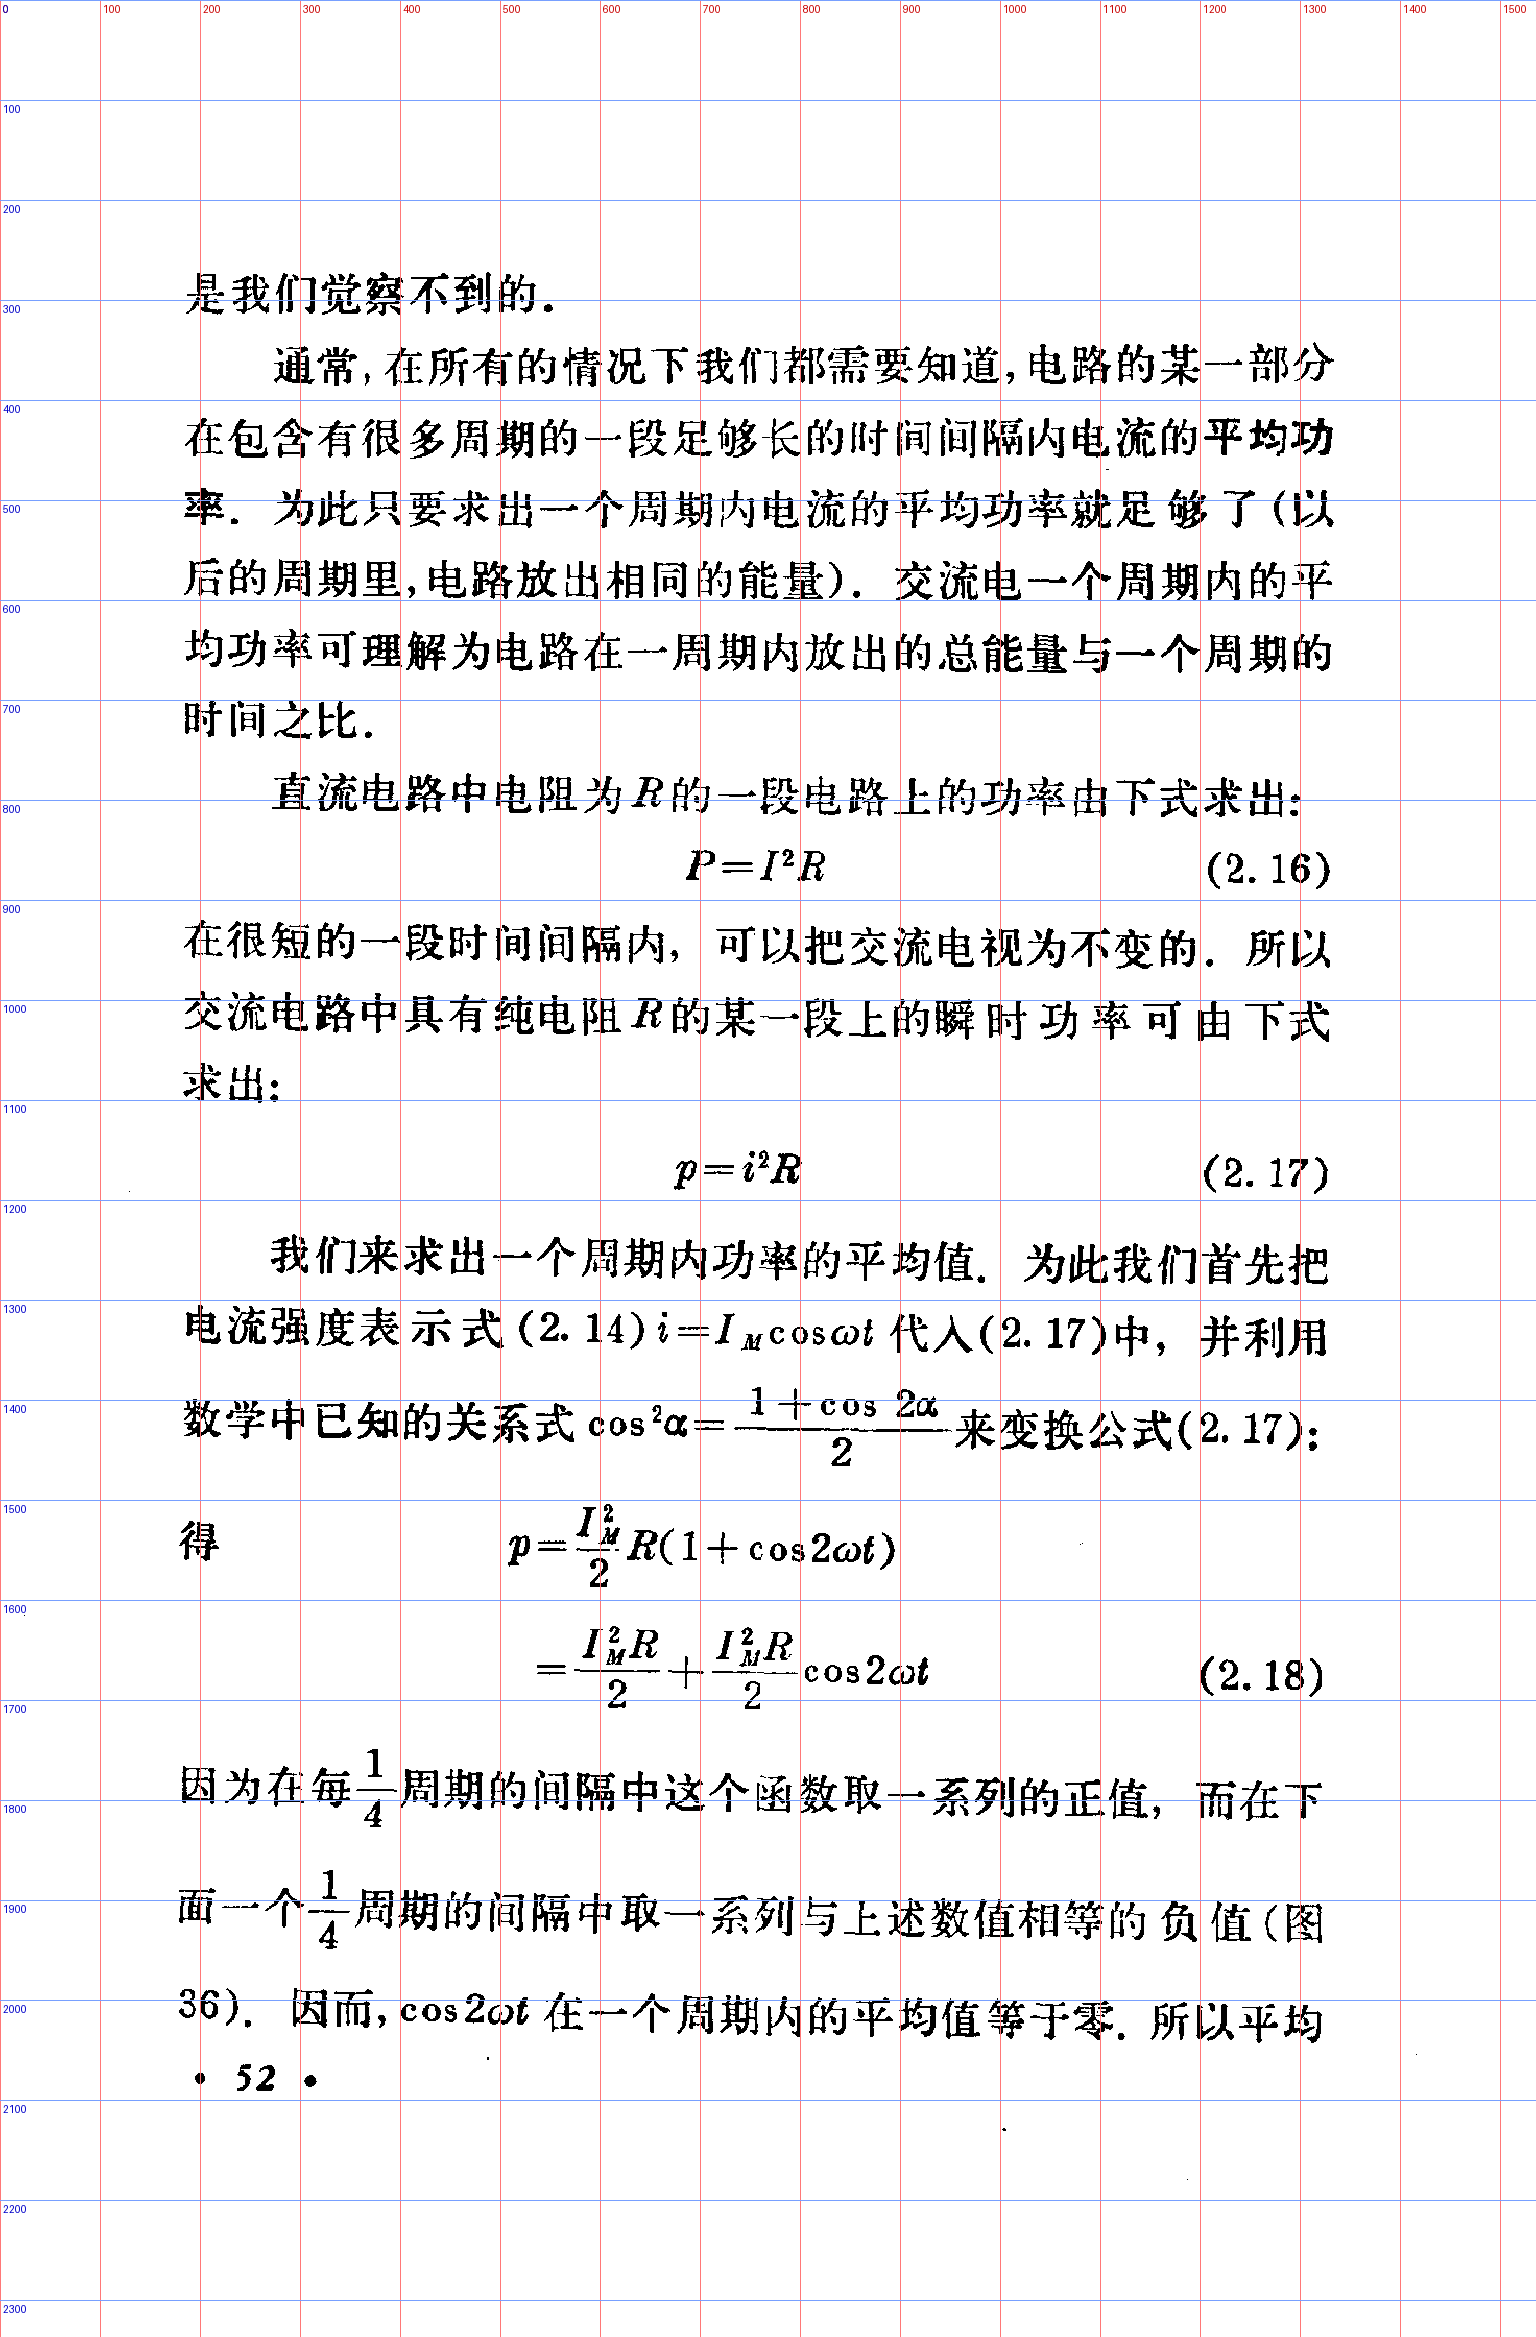 是我们觉察不到的.
通常,在所有的情况下我们都需要知道,电路的某一部分
在包含有很多周期的一段足够长的时间间隔内电流的平均功
率. 为此只要求出一个周期内电流的平均功率就足够了(以
后的周期里,电路放出相同的能量). 交流电一个周期内的平
均功率可理解为电路在一周期内放出的总能量与一个周期的
时间之比.
直流电路中电阻为R的一段电路上的功率由下式求出:
P=I²R (2.16)
在很短的一段时间间隔内, 可以把交流电视为不变的. 所以
交流电路中具有纯电阻R的某一段上的瞬时功率可由下式
求出:
p=i²R (2.17)
我们来求出一个周期内功率的平均值. 为此我们首先把
电流强度表示式(2.14)i=I_M cosωt 代入(2.17)中, 并利用
数学中已知的关系式 cos²α=\frac{1+cos 2α}{2}来变换公式(2.17);
得 p=\frac{I_M^2}{2}R(1+cos2ωt)
=\frac{I_M^2 R}{2}+\frac{I_M^2 R}{2}cos2ωt (2.18)
因为在每\frac{1}{4}周期的间隔中这个函数取一系列的正值, 而在下
面一个\frac{1}{4}周期的间隔中取一系列与上述数值相等的负值(图
36). 因而,cos2ωt 在一个周期内的平均值等于零. 所以平均
• 52 •